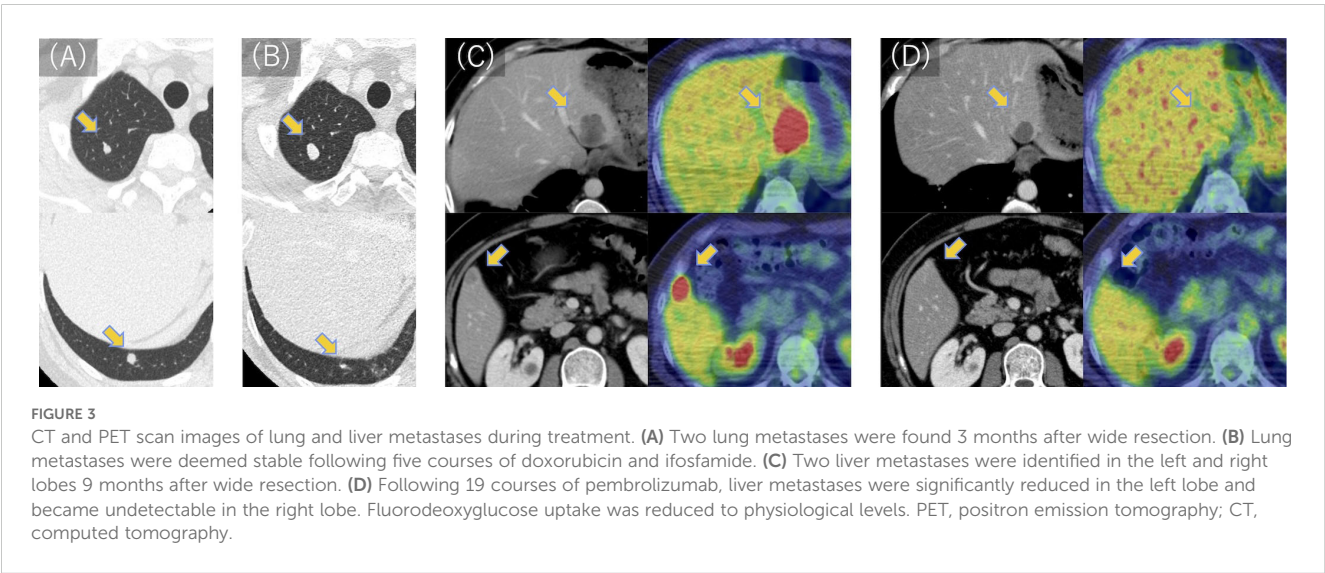 (A)
(B)
(C)
(D)
FIGURE 3
CT and PET scan images of lung and liver metastases during treatment. (A) Two lung metastases were found 3 months after wide resection. (B) Lung
metastases were deemed stable following five courses of doxorubicin and ifosfamide. (C) Two liver metastases were identified in the left and right
lobes 9 months after wide resection. (D) Following 19 courses of pembrolizumab, liver metastases were significantly reduced in the left lobe and
became undetectable in the right lobe. Fluorodeoxyglucose uptake was reduced to physiological levels. PET, positron emission tomography; CT,
computed tomography.